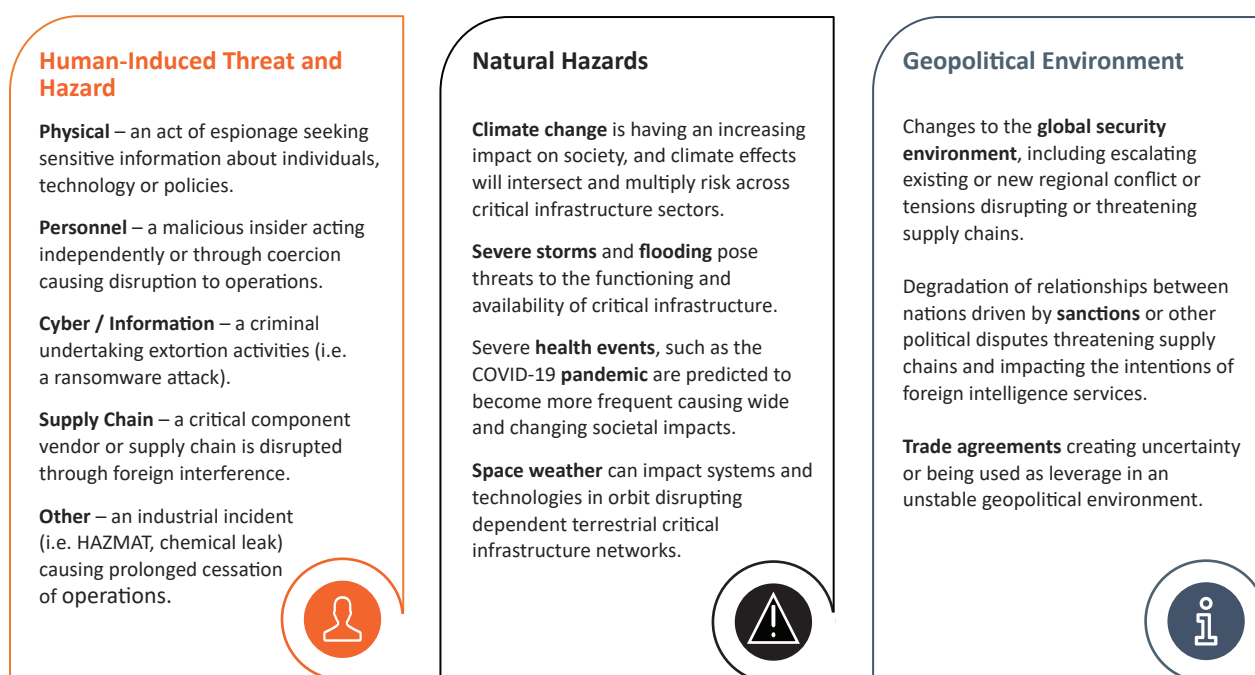 Human-Induced Threat and
Hazard
Physical – an act of espionage seeking
sensitive information about individuals,
technology or policies.
Personnel – a malicious insider acting
independently or through coercion
causing disruption to operations.
Cyber / Information – a criminal
undertaking extortion activities (i.e.
a ransomware attack).
Supply Chain – a critical component
vendor or supply chain is disrupted
through foreign interference.
Other – an industrial incident
(i.e. HAZMAT, chemical leak)
causing prolonged cessation
of operations.
Natural Hazards
Climate change is having an increasing
impact on society, and climate effects
will intersect and multiply risk across
critical infrastructure sectors.
Severe storms and flooding pose
threats to the functioning and
availability of critical infrastructure.
Severe health events, such as the
COVID-19 pandemic are predicted to
become more frequent causing wide
and changing societal impacts.
Space weather can impact systems and
technologies in orbit disrupting
dependent terrestrial critical
infrastructure networks.
Geopolitical Environment
Changes to the global security
environment, including escalating
existing or new regional conflict or
tensions disrupting or threatening
supply chains.
Degradation of relationships between
nations driven by sanctions or other
political disputes threatening supply
chains and impacting the intentions of
foreign intelligence services.
Trade agreements creating uncertainty
or being used as leverage in an
unstable geopolitical environment.